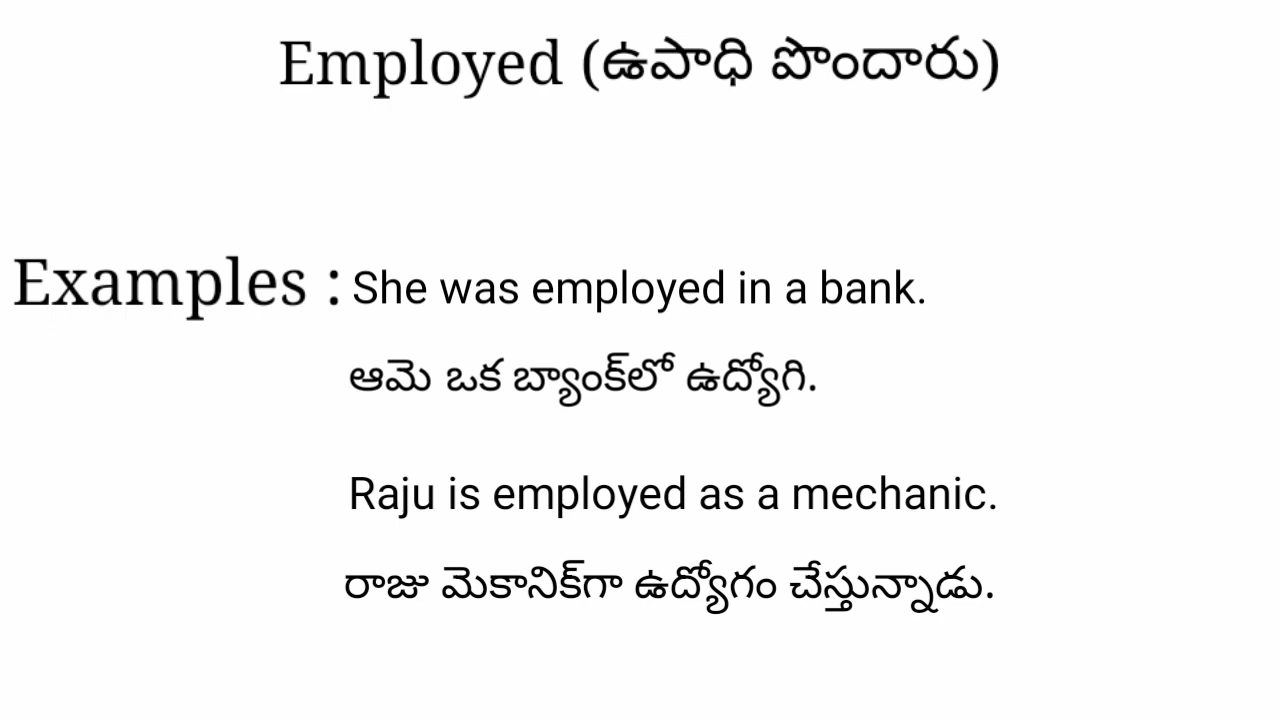 Employed (ఉపాధి పొందారు)
Examples : She was employed in a bank.
ఆమె ఒక బ్యాంక్‌లో ఉద్యోగి.
Raju is employed as a mechanic.
రాజు మెకానిక్‌గా ఉద్యోగం చేస్తున్నాడు.